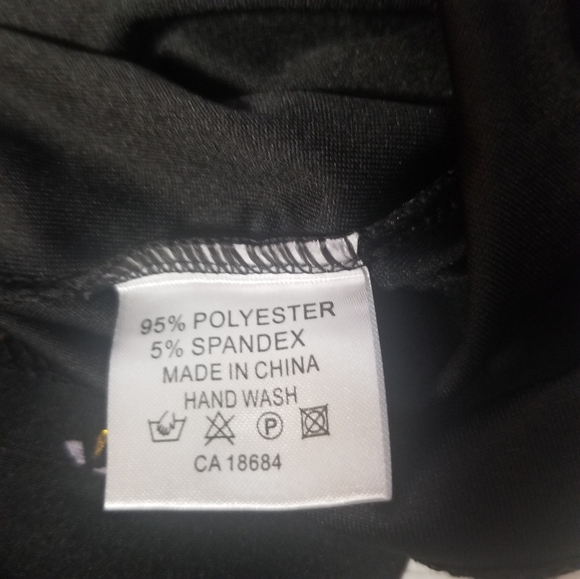 95% POLYESTER
5% SPANDEX
MADE IN CHINA
HAND WASH
P
CA 18684